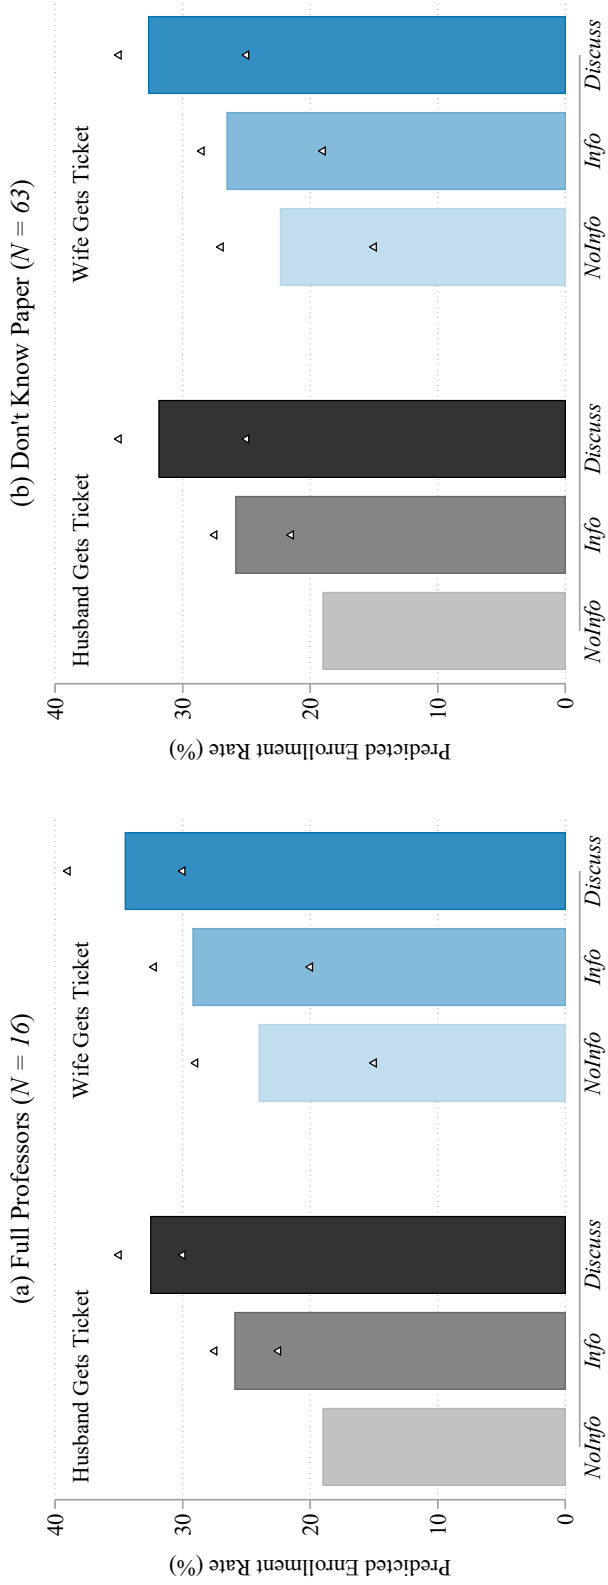 (a) Full Professors (N = 16)
Predicted Enrollment Rate (%)
40
30
20
10
0
Husband Gets Ticket
Wife Gets Ticket
NoInfo
Info
Discuss
NoInfo
Info
Discuss
(b) Don't Know Paper (N = 63)
Predicted Enrollment Rate (%)
40
30
20
10
0
Husband Gets Ticket
Wife Gets Ticket
NoInfo
Info
Discuss
NoInfo
Info
Discuss